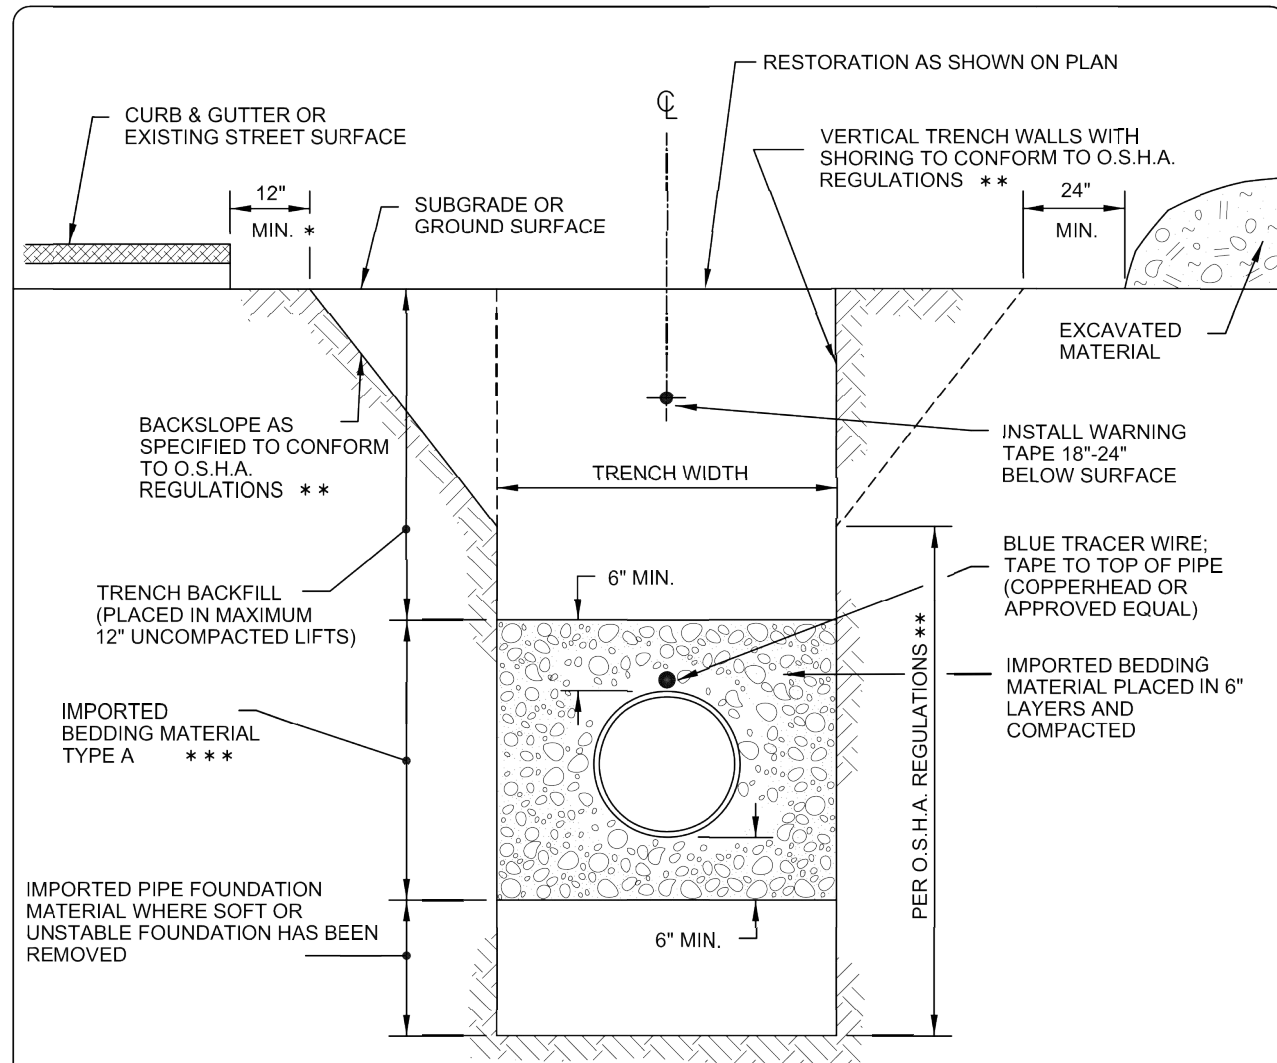 RESTORATION AS SHOWN ON PLAN
CURB & GUTTER OR
EXISTING STREET SURFACE
℄
VERTICAL TRENCH WALLS WITH
SHORING TO CONFORM TO O.S.H.A.
REGULATIONS **
12"
MIN. *
SUBGRADE OR
GROUND SURFACE
24"
MIN.
EXCAVATED
MATERIAL
BACKSLOPE AS
SPECIFIED TO CONFORM
TO O.S.H.A.
REGULATIONS **
INSTALL WARNING
TAPE 18"-24"
BELOW SURFACE
TRENCH WIDTH
BLUE TRACER WIRE;
TAPE TO TOP OF PIPE
(COPPERHEAD OR
APPROVED EQUAL)
6" MIN.
TRENCH BACKFILL
(PLACED IN MAXIMUM
12" UNCOMPACTED LIFTS)
PER O.S.H.A. REGULATIONS **
IMPORTED BEDDING
MATERIAL PLACED IN 6"
LAYERS AND
COMPACTED
IMPORTED
BEDDING MATERIAL
TYPE A ***
IMPORTED PIPE FOUNDATION
MATERIAL WHERE SOFT OR
UNSTABLE FOUNDATION HAS BEEN
REMOVED
6" MIN.